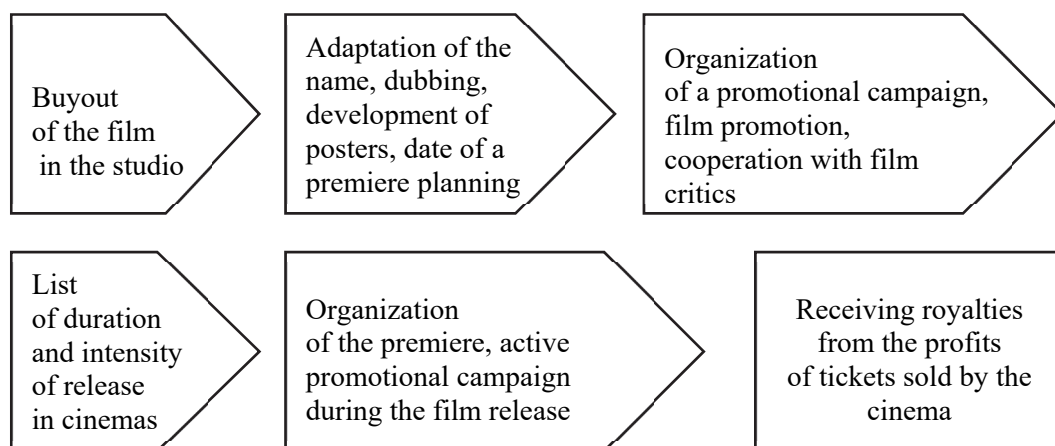 Buyout
of the film
in the studio
Adaptation of the
name, dubbing,
development of
posters, date of a
premiere planning
Organization
of a promotional campaign,
film promotion,
cooperation with film
critics
List
of duration
and intensity
of release
in cinemas
Organization
of the premiere, active
promotional campaign
during the film release
Receiving royalties
from the profits
of tickets sold by the
cinema